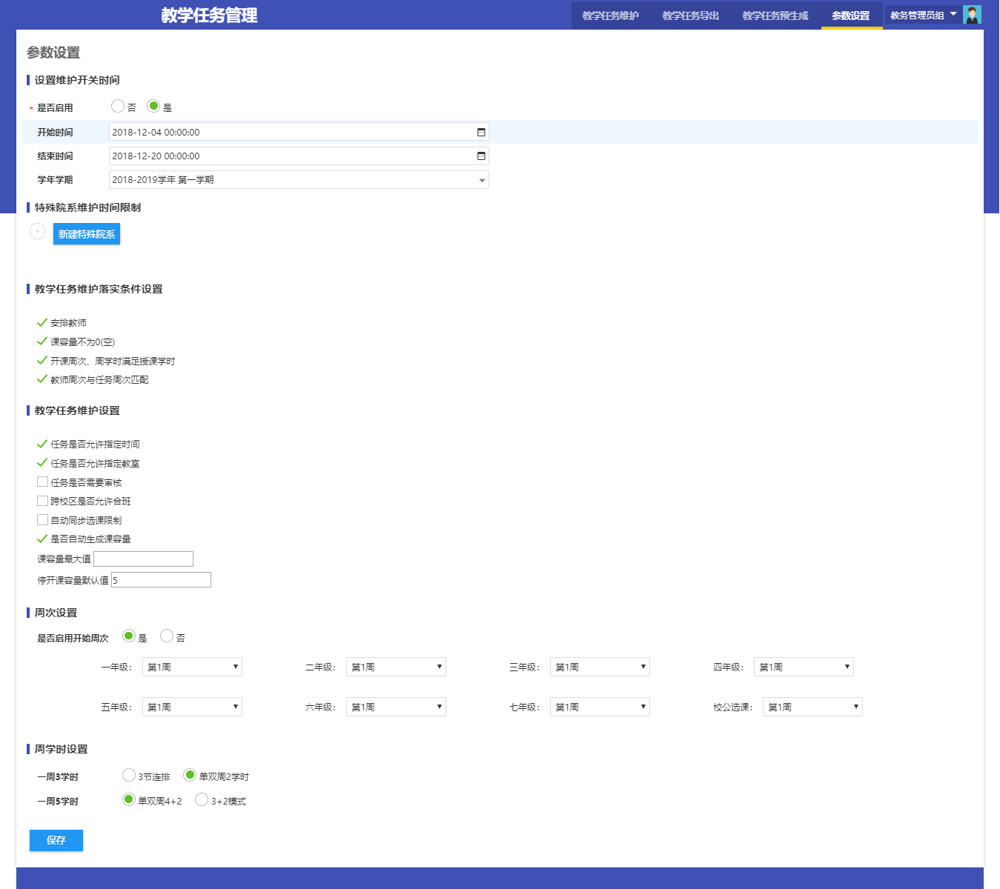 教学任务管理 教学任务维护 教学任务导出 教学任务预生成 参数设置 教务管理员组
参数设置
设置维护开关时间
* 是否启用 否 是
开始时间 2018-12-04 00:00:00
结束时间 2018-12-20 00:00:00
学年学期 2018-2019学年 第一学期
特殊院系维护时间限制
+ 新建特殊院系
教学任务维护落实条件设置
安排教师
课容量不为0(空)
开课周次、周学时满足授课学时
教师周次与任务周次匹配
教学任务维护设置
任务是否允许指定时间
任务是否允许指定教室
任务是否需要审核
跨校区是否允许合班
自动同步选课限制
是否自动生成课容量
课容量最大值
停开课容量默认值 5
周次设置
是否启用开始周次 是 否
一年级： 第1周 二年级： 第1周 三年级： 第1周 四年级： 第1周
五年级： 第1周 六年级： 第1周 七年级： 第1周 校公选课： 第1周
周学时设置
一周3学时 3节连排 单双周2学时
一周5学时 单双周4+2 3+2模式
保存